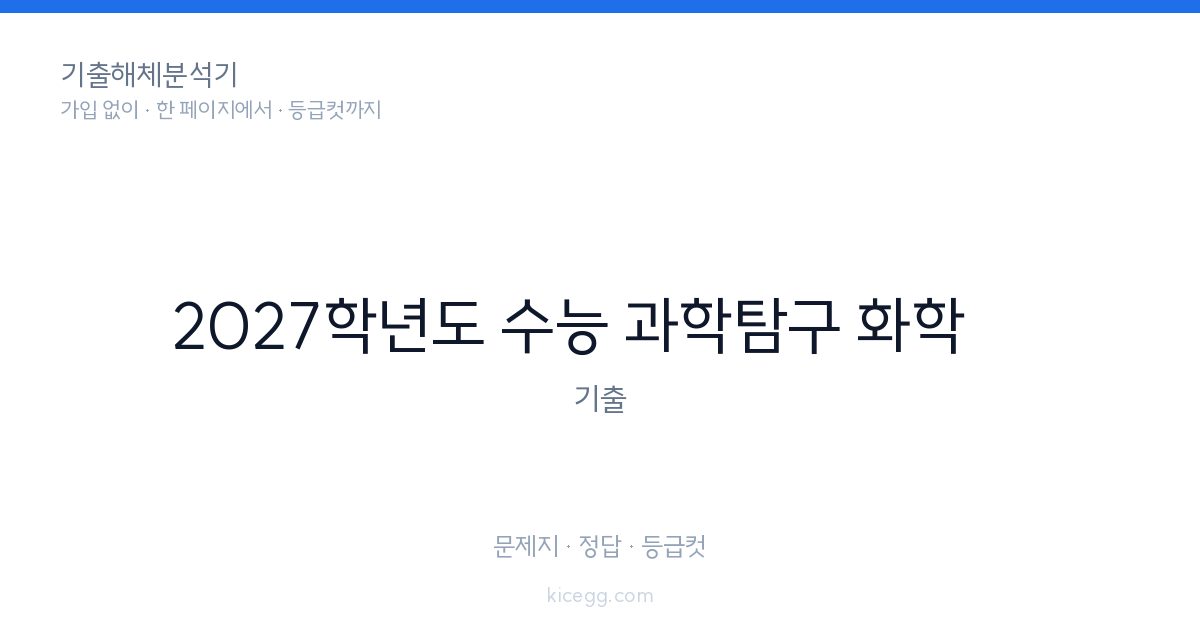 기출해체분석기
가입 없이 · 한 페이지에서 · 등급컷까지
2027학년도 수능 과학탐구 화학
기출
문제지 · 정답 · 등급컷
kicegg.com